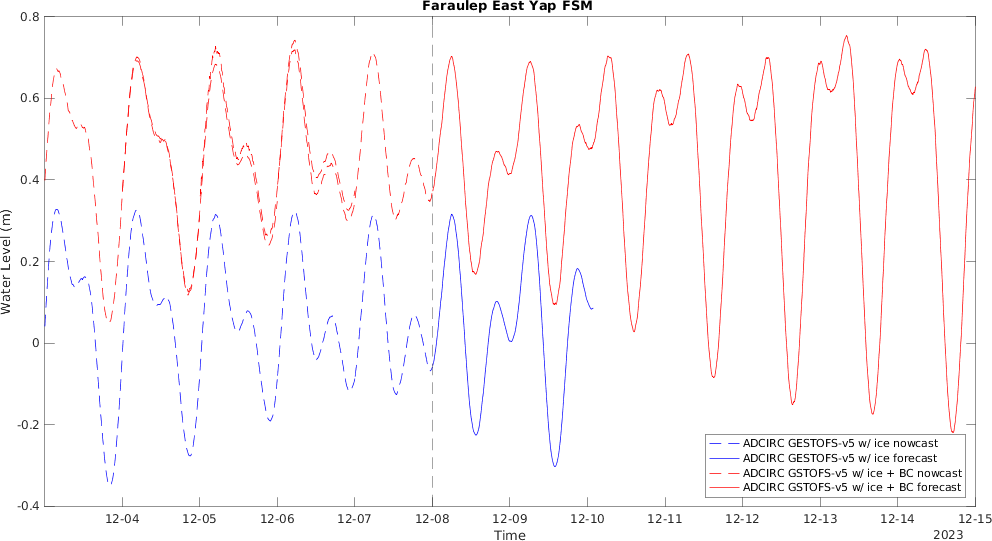 Faraulep East Yap FSM
0.8
0.6
0.4
0.2
0
-0.2
-0.4
Water Level (m)
12-04 12-05 12-06 12-07 12-08 12-09 12-10 12-11 12-12 12-13 12-14 12-15
Time
2023
ADCIRC GESTOFS-v5 w/ ice nowcast
ADCIRC GESTOFS-v5 w/ ice forecast
ADCIRC GSTOFS-v5 w/ ice + BC nowcast
ADCIRC GSTOFS-v5 w/ ice + BC forecast